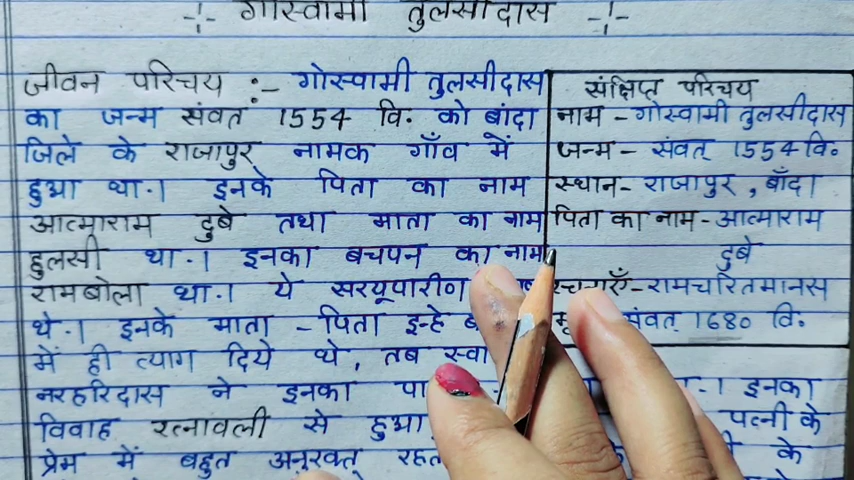 गोस्वामी तुलसीदास
जीवन परिचय :- गोस्वामी तुलसीदास
का जन्म संवत 1554 वि. को बांदा
जिले के राजापुर नामक गाँव में
हुआ था.। इनके पिता का नाम
आत्माराम दुबे तथा माता का नाम
हुलसी था.। इनका बचपन का नाम
रामबोला था.। ये सरयूपारीण
थे.। इनके माता - पिता इन्हे
में ही त्याग दिये थे, तब
नरहरिदास ने इनका इनका
विवाह रत्नावली से हुआ पत्नी के
प्रेम में बहुत अनुरक्त् के
संक्षिप्त परिचय
नाम - गोस्वामी तुलसीदास
जन्म - संवत् 1554 वि.
स्थान - राजापुर, बाँदा
पिता का नाम - आत्माराम
दुबे
रचनाएँ - रामचरितमानस
संवत् 1680 वि.